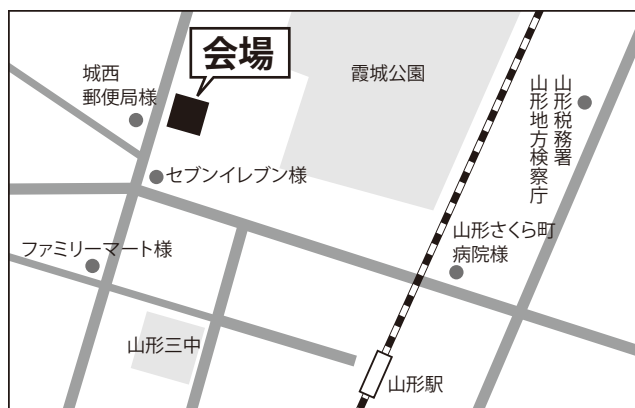 会場
城西
郵便局様
霞城公園
山形税務署
山形地方検察庁
セブンイレブン様
山形さくら町
病院様
ファミリーマート様
山形三中
山形駅